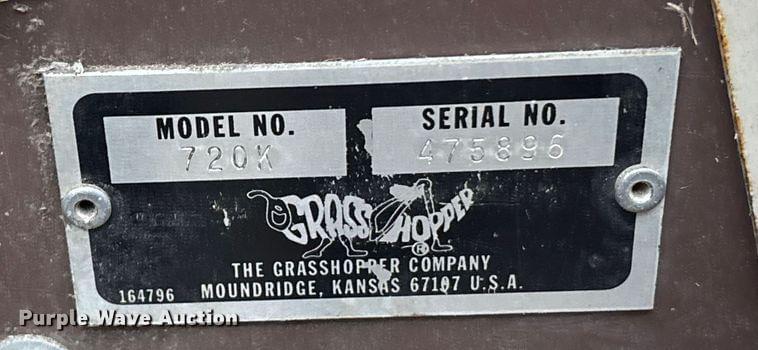 MODEL NO.
720K
SERIAL NO.
475896
GRASSHOPPER®
THE GRASSHOPPER COMPANY
MOUNDRIDGE, KANSAS 67107 U.S.A.
164796
Purple Wave Auction